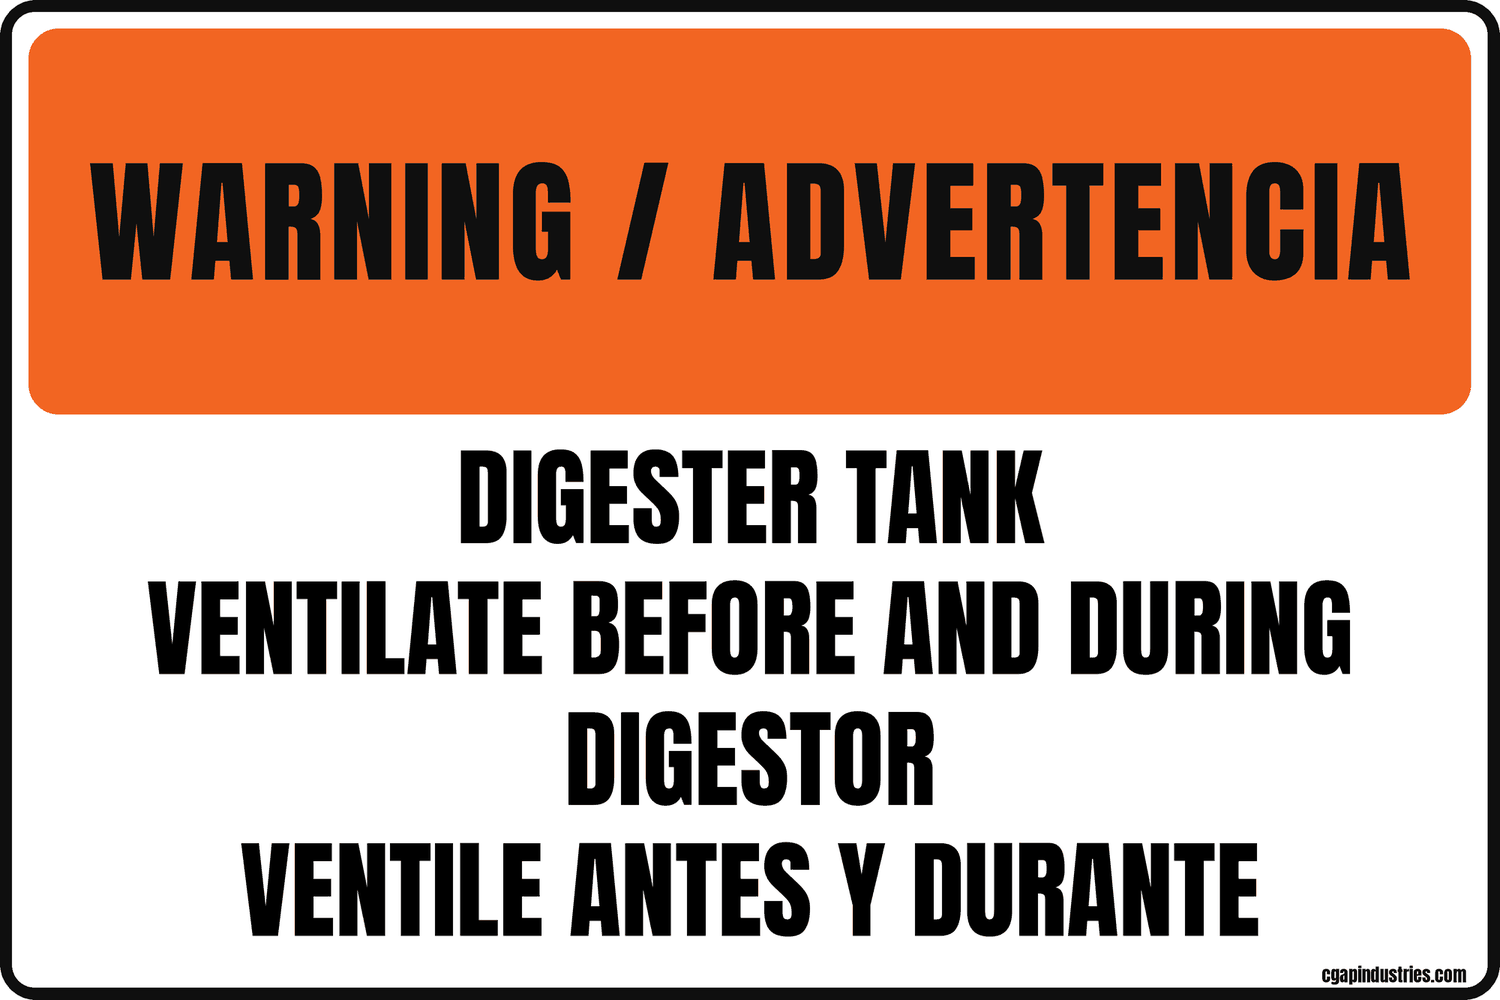 WARNING / ADVERTENCIA
DIGESTER TANK
VENTILATE BEFORE AND DURING
DIGESTOR
VENTILE ANTES Y DURANTE
cgapindustries.com